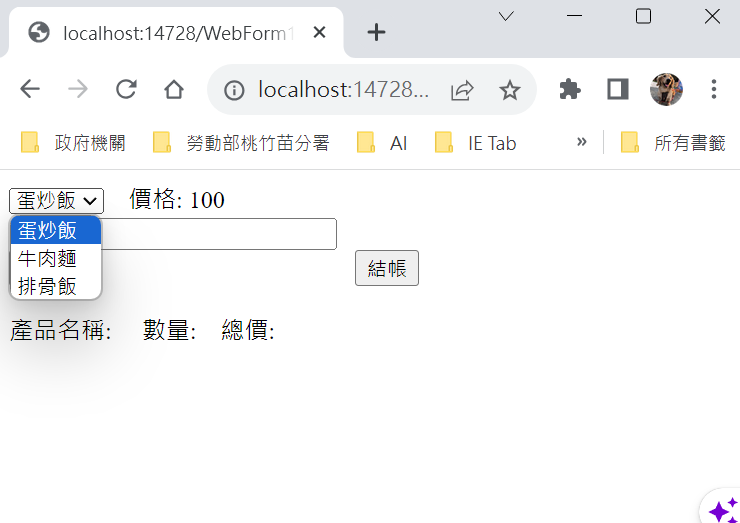 localhost:14728/WebForm1
localhost:14728...
政府機關 勞動部桃竹苗分署 AI IE Tab » 所有書籤
蛋炒飯 價格: 100
蛋炒飯
牛肉麵
排骨飯
結帳
產品名稱: 數量: 總價: